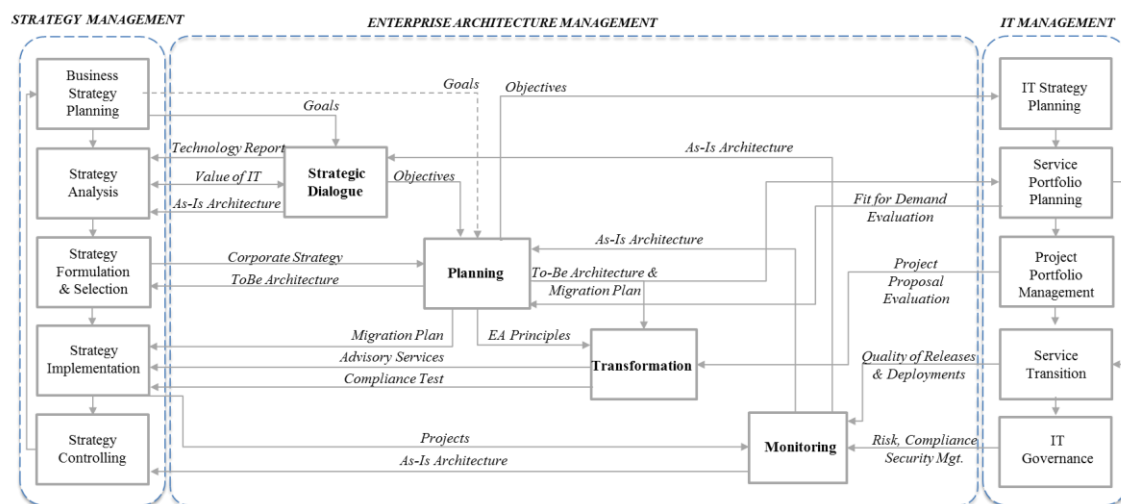 STRATEGY MANAGEMENT
ENTERPRISE ARCHITECTURE MANAGEMENT
IT MANAGEMENT
Business
Strategy
Planning
Goals
Goals
Objectives
IT Strategy
Planning
Strategy
Analysis
Technology Report
Value of IT
As-Is Architecture
Strategic
Dialogue
Objectives
As-Is Architecture
Service
Portfolio
Planning
Fit for Demand
Evaluation
Strategy
Formulation
& Selection
Corporate Strategy
ToBe Architecture
Planning
As-Is Architecture
To-Be Architecture &
Migration Plan
Project
Proposal
Evaluation
Project
Portfolio
Management
Strategy
Implementation
Migration Plan
Advisory Services
Compliance Test
EA Principles
Transformation
Quality of Releases
& Deployments
Service
Transition
Strategy
Controlling
Projects
As-Is Architecture
Monitoring
Risk, Compliance
Security Mgt.
IT
Governance